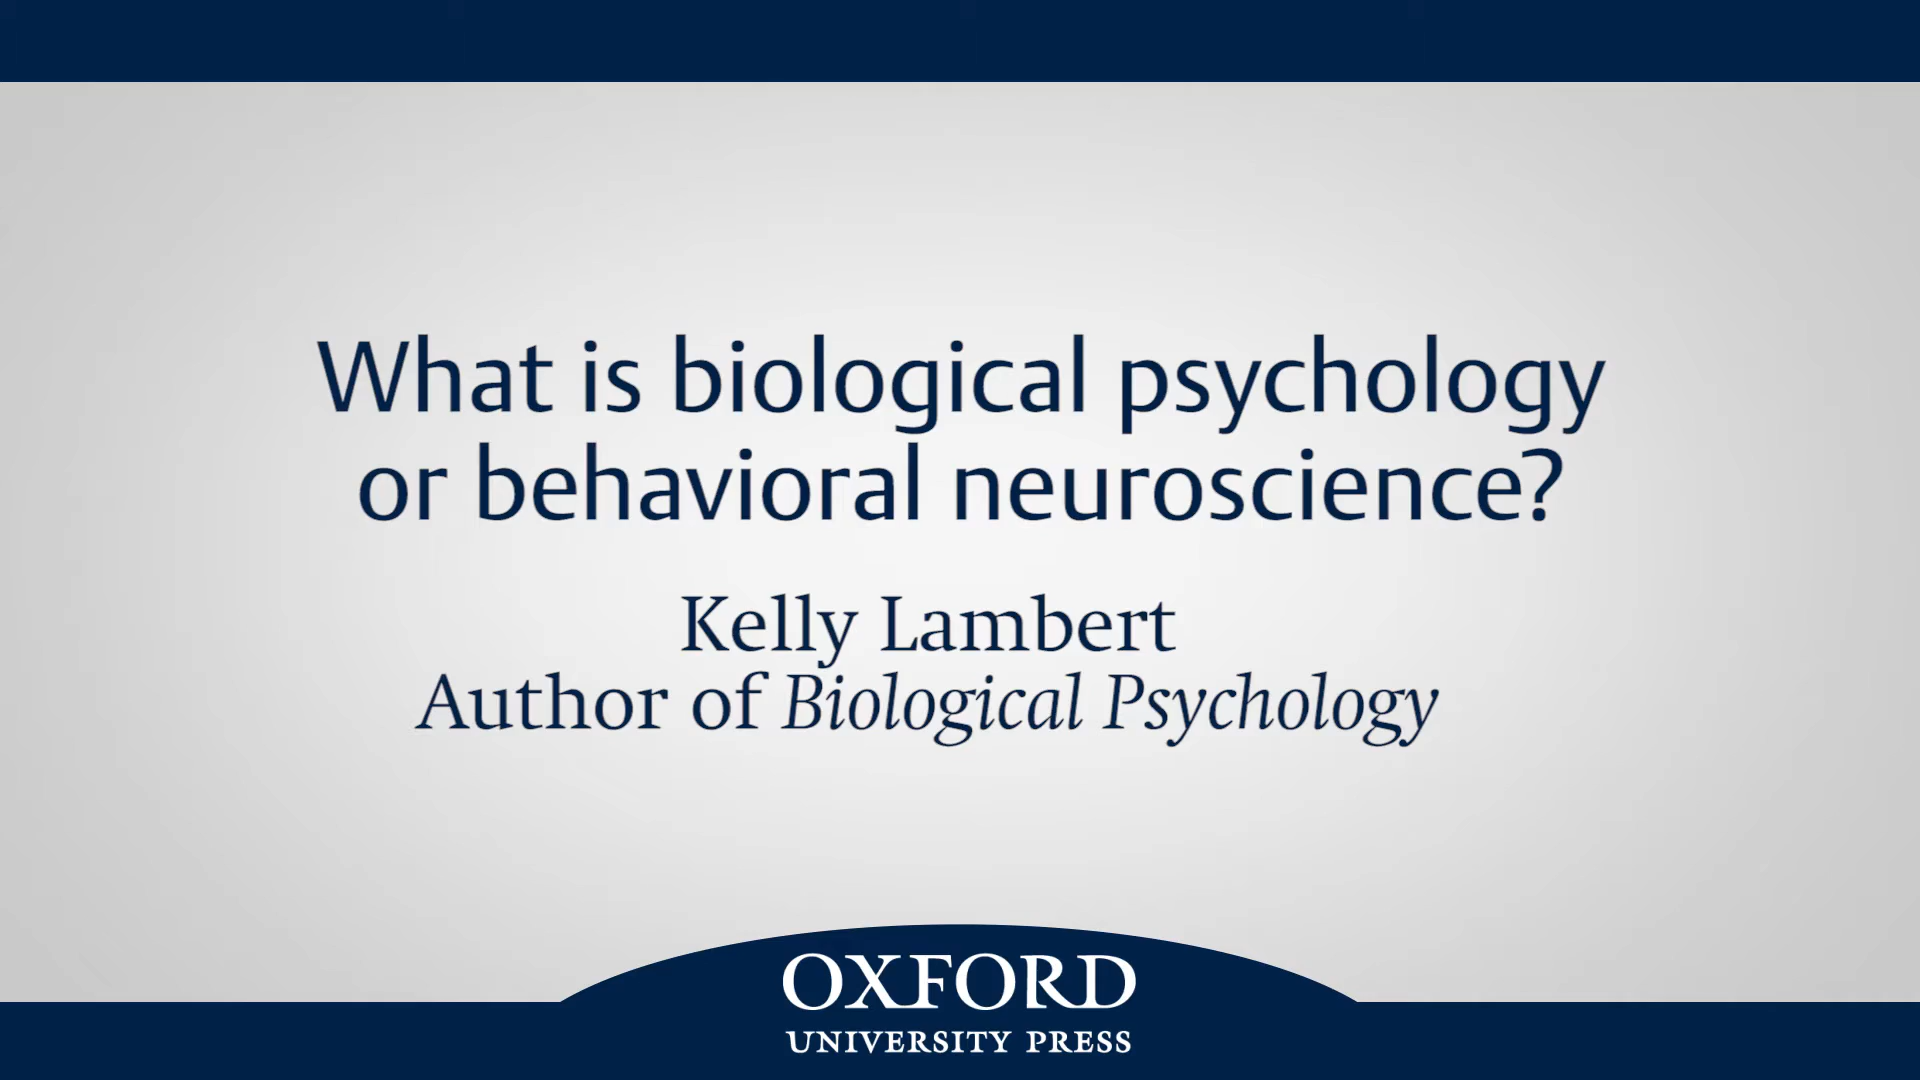 What is biological psychology
or behavioral neuroscience?
Kelly Lambert
Author of Biological Psychology
OXFORD
UNIVERSITY PRESS